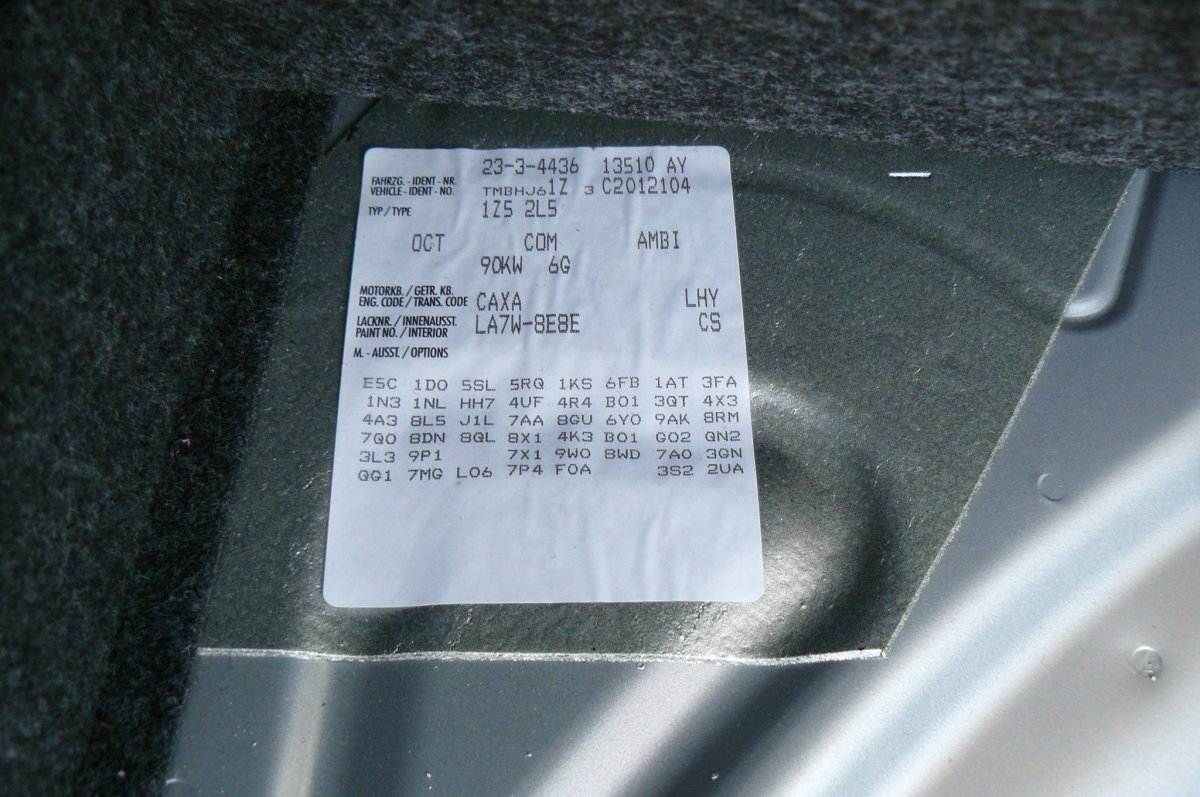 23-3-4436 13510 AY
FAHRZG. - IDENT - NR.
VEHICLE - IDENT - NO. TMBHJ61Z 3 C2012104
TYP / TYPE 1Z5 2L5
OCT COM AMBI
90KW 6G
MOTORKB. / GETR. KB.
ENG. CODE / TRANS. CODE CAXA LHY
LACKNR. / INNENAUSST.
PAINT NO. / INTERIOR LA7W-8E8E CS
M. - AUSST. / OPTIONS
E5C 1D0 5SL 5RQ 1KS 6FB 1AT 3FA
1N3 1NL HH7 4UF 4R4 B01 3QT 4X3
4A3 8L5 J1L 7AA 8GU 6Y0 9AK 8RM
7Q0 8DN 8QL 8X1 4K3 B01 G02 QN2
3L3 9P1 7X1 9W0 8WD 7A0 3GN
QG1 7MG L06 7P4 F0A 3S2 2UA